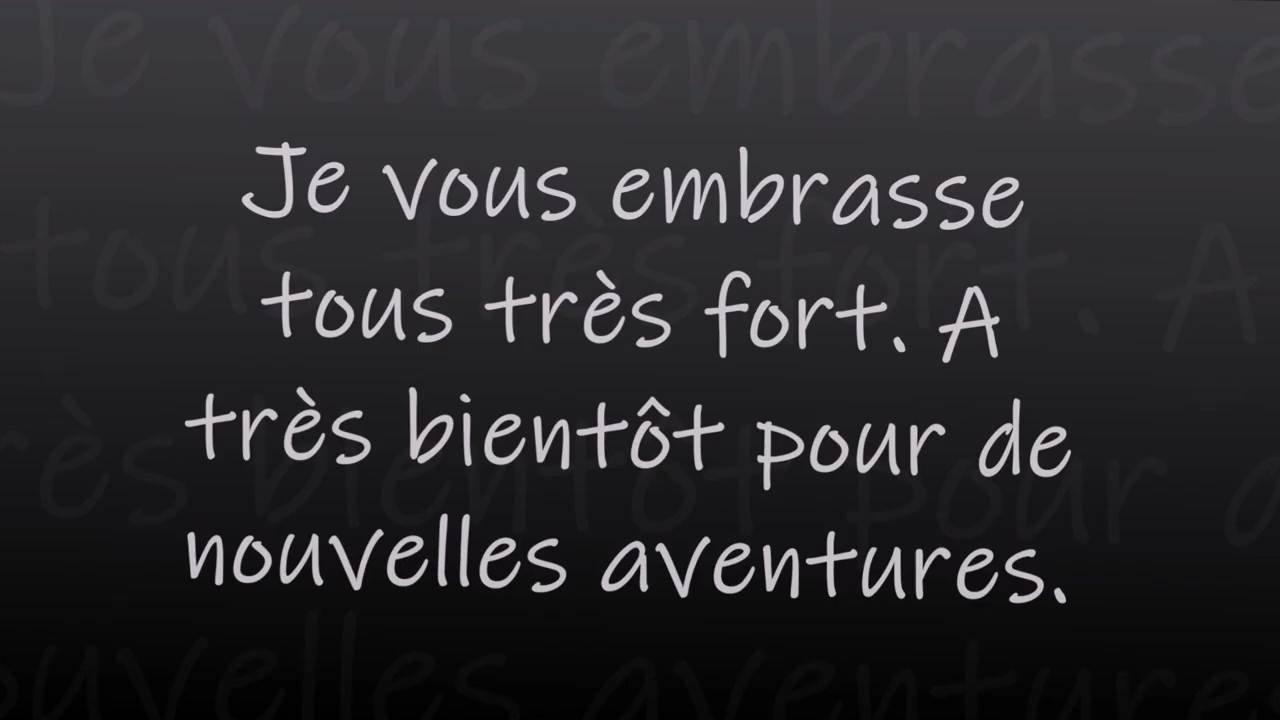 Je vous embrasse
tous très fort. A
très bientôt pour de
nouvelles aventures.